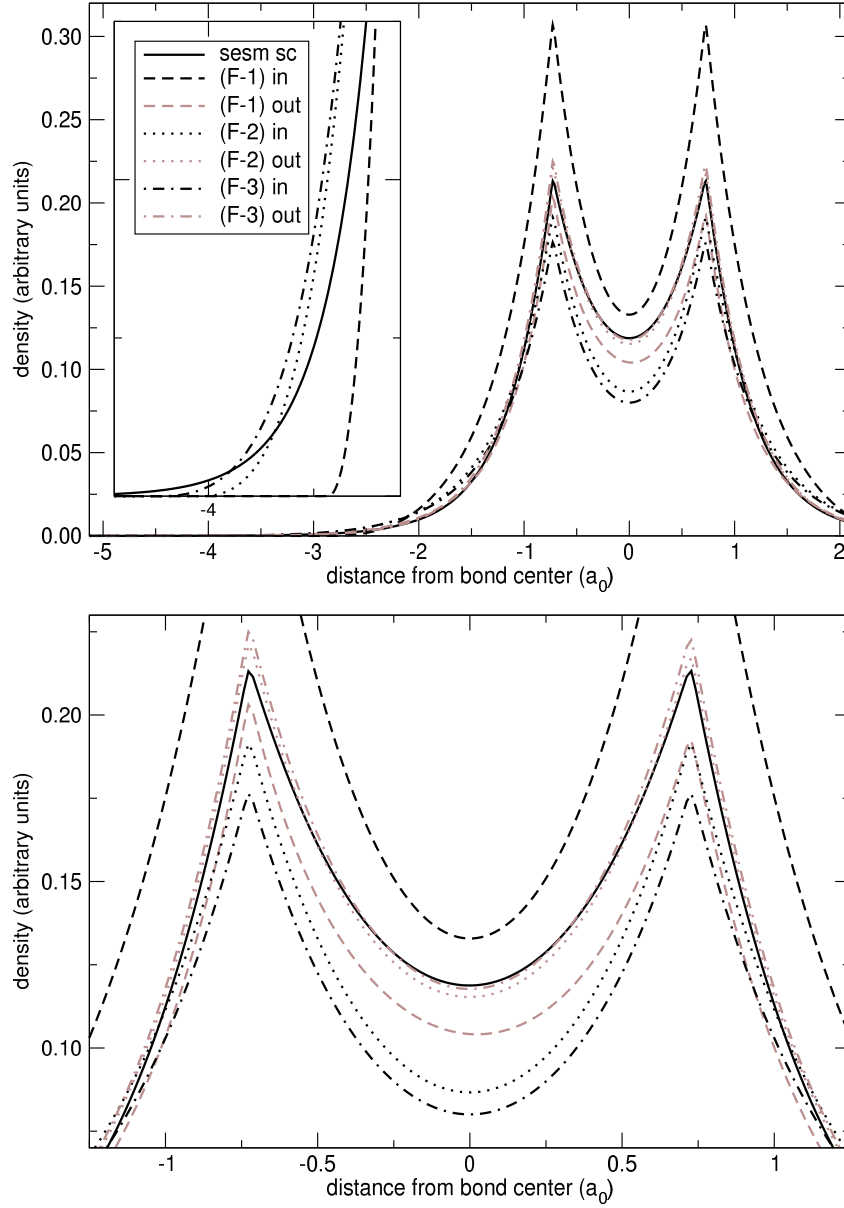 0.30
0.25
0.20
0.15
0.10
0.05
0.00
density (arbitrary units)
sesm sc
(F-1) in
(F-1) out
(F-2) in
(F-2) out
(F-3) in
(F-3) out
-4
-5
-4
-3
-2
-1
0
1
2
distance from bond center (a0)
0.20
0.15
0.10
density (arbitrary units)
-1
-0.5
0
0.5
1
distance from bond center (a0)